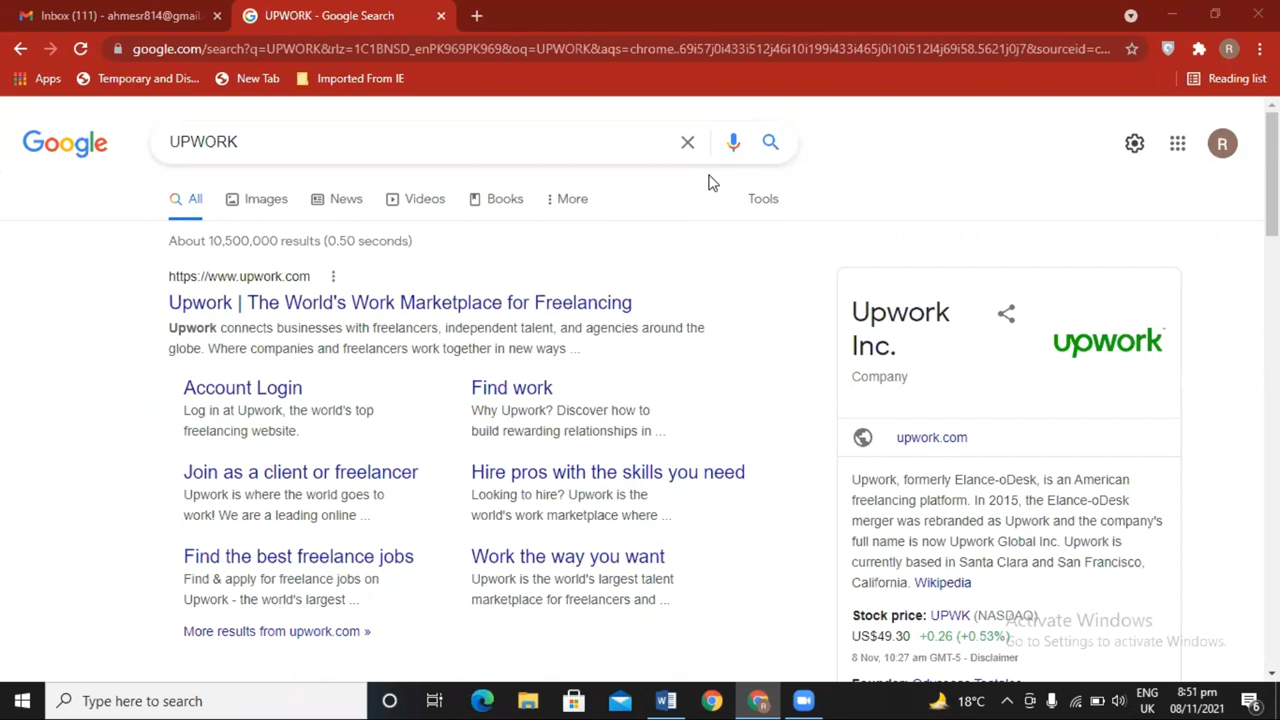 Inbox (111) - ahmesr814@gmail
UPWORK - Google Search
google.com/search?q=UPWORK&rlz=1C1BNSD_enPK969PK969&oq=UPWORK&aqs=chrome..69i57j0i433i512j46i10i199i433i465j0i10i512l4j69i58.5621j0j7&sourceid=c...
R
Apps
Temporary and Dis...
New Tab
Imported From IE
Reading list
Google
UPWORK
R
All
Images
News
Videos
Books
More
Tools
About 10,500,000 results (0.50 seconds)
https://www.upwork.com
Upwork | The World's Work Marketplace for Freelancing
Upwork connects businesses with freelancers, independent talent, and agencies around the
globe. Where companies and freelancers work together in new ways ...
Account Login
Log in at Upwork, the world's top
freelancing website.
Find work
Why Upwork? Discover how to
build rewarding relationships in ...
Join as a client or freelancer
Upwork is where the world goes to
work! We are a leading online ...
Hire pros with the skills you need
Looking to hire? Upwork is the
world's work marketplace where ...
Find the best freelance jobs
Find & apply for freelance jobs on
Upwork - the world's largest ...
Work the way you want
Upwork is the world's largest talent
marketplace for freelancers and ...
More results from upwork.com »
Upwork
Inc.
Company
upwork
upwork.com
Upwork, formerly Elance-oDesk, is an American
freelancing platform. In 2015, the Elance-oDesk
merger was rebranded as Upwork and the company's
full name is now Upwork Global Inc. Upwork is
currently based in Santa Clara and San Francisco,
California. Wikipedia
Stock price: UPWK (NASDAQ)
US$49.30 +0.26 (+0.53%)
8 Nov, 10:27 am GMT-5 - Disclaimer
Activate Windows
Go to Settings to activate Windows.
Type here to search
18°C
ENG
UK
8:51 pm
08/11/2021
6